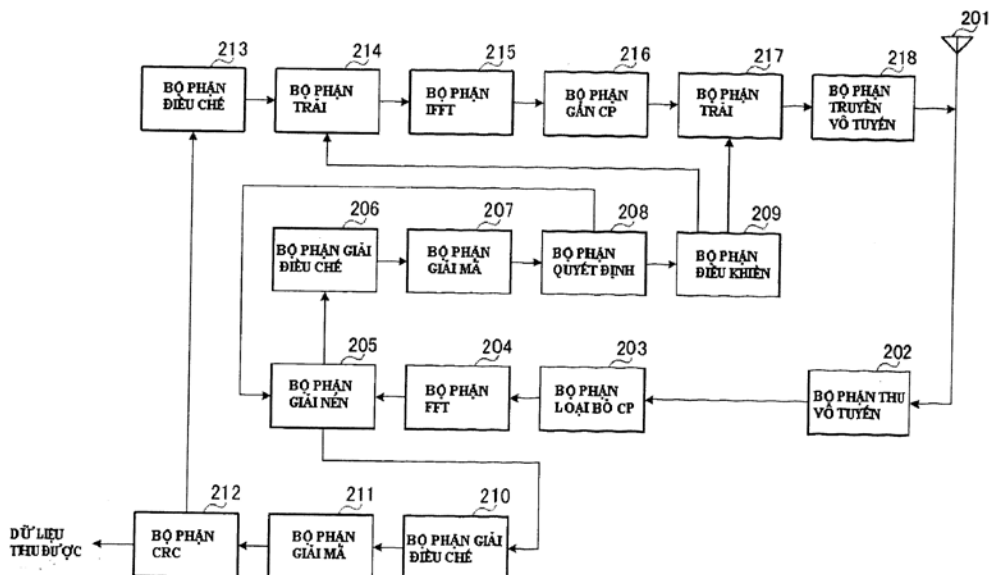 201
213
BỘ PHẬN
ĐIỀU CHẾ
214
BỘ PHẬN
TRẢI
215
BỘ PHẬN
IFFT
216
BỘ PHẬN
GẮN CP
217
BỘ PHẬN
TRẢI
218
BỘ PHẬN
TRUYỀN
VÔ TUYẾN
206
BỘ PHẬN GIẢI
ĐIỀU CHẾ
207
BỘ PHẬN
GIẢI MÃ
208
BỘ PHẬN
QUYẾT ĐỊNH
209
BỘ PHẬN
ĐIỀU KHIỂN
205
BỘ PHẬN
GIẢI NÉN
204
BỘ PHẬN
FFT
203
BỘ PHẬN
LOẠI BỎ CP
202
BỘ PHẬN THU
VÔ TUYẾN
DỮ LIỆU
THU ĐƯỢC
212
BỘ PHẬN
CRC
211
BỘ PHẬN
GIẢI MÃ
210
BỘ PHẬN GIẢI
ĐIỀU CHẾ